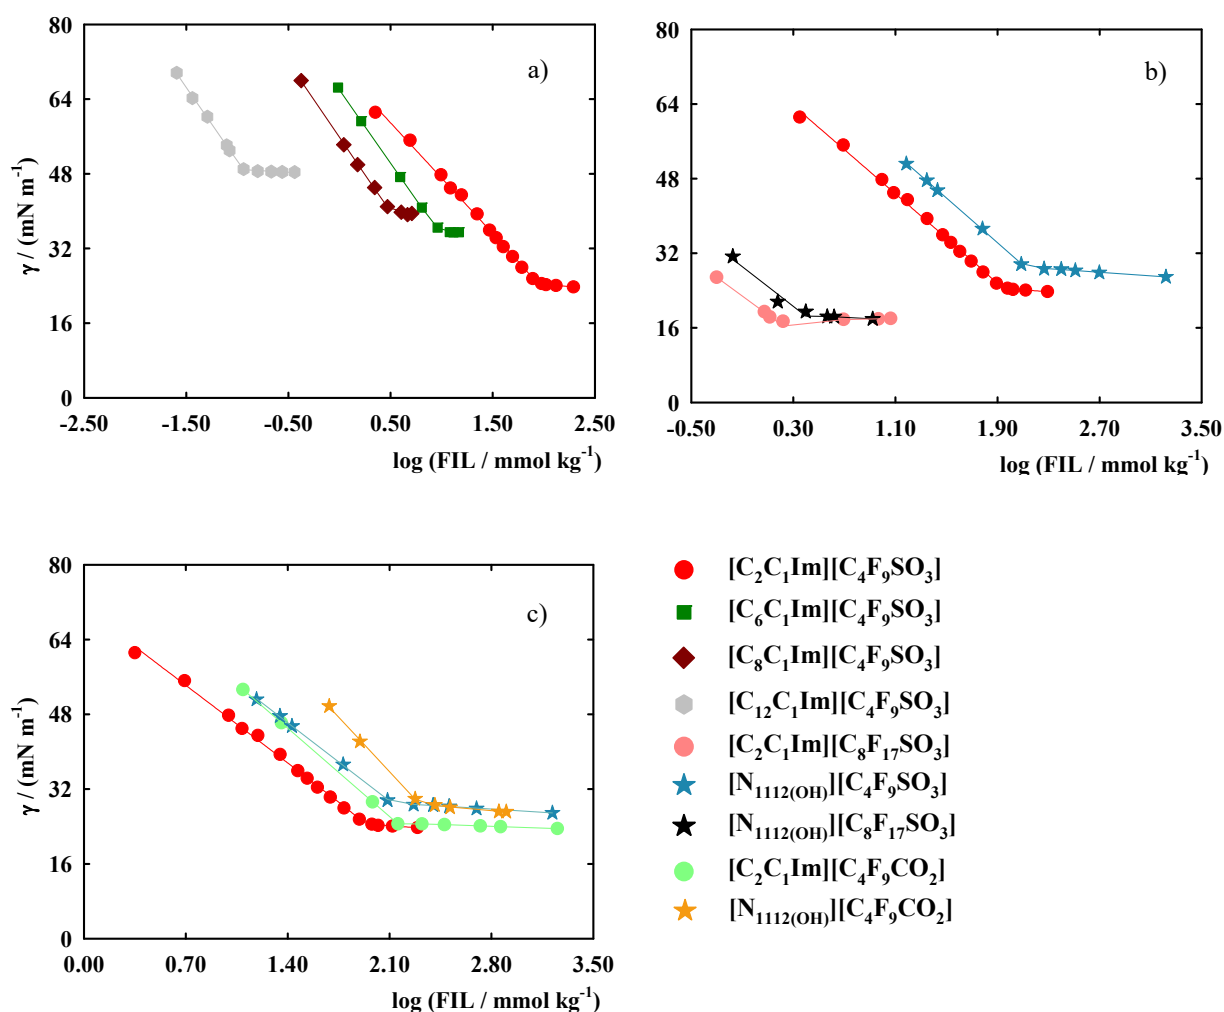 80
64
48
32
16
0
γ / (mN m⁻¹)
a)
-2.50 -1.50 -0.50 0.50 1.50 2.50
log (FIL / mmol kg⁻¹)
80
64
48
32
16
0
b)
-0.50 0.30 1.10 1.90 2.70 3.50
log (FIL / mmol kg⁻¹)
80
64
48
32
16
0
γ / (mN m⁻¹)
c)
0.00 0.70 1.40 2.10 2.80 3.50
log (FIL / mmol kg⁻¹)
[C₂C₁Im][C₄F₉SO₃]
[C₆C₁Im][C₄F₉SO₃]
[C₈C₁Im][C₄F₉SO₃]
[C₁₂C₁Im][C₄F₉SO₃]
[C₂C₁Im][C₈F₁₇SO₃]
[N₁₁₁₂₍OH₎][C₄F₉SO₃]
[N₁₁₁₂₍OH₎][C₈F₁₇SO₃]
[C₂C₁Im][C₄F₉CO₂]
[N₁₁₁₂₍OH₎][C₄F₉CO₂]